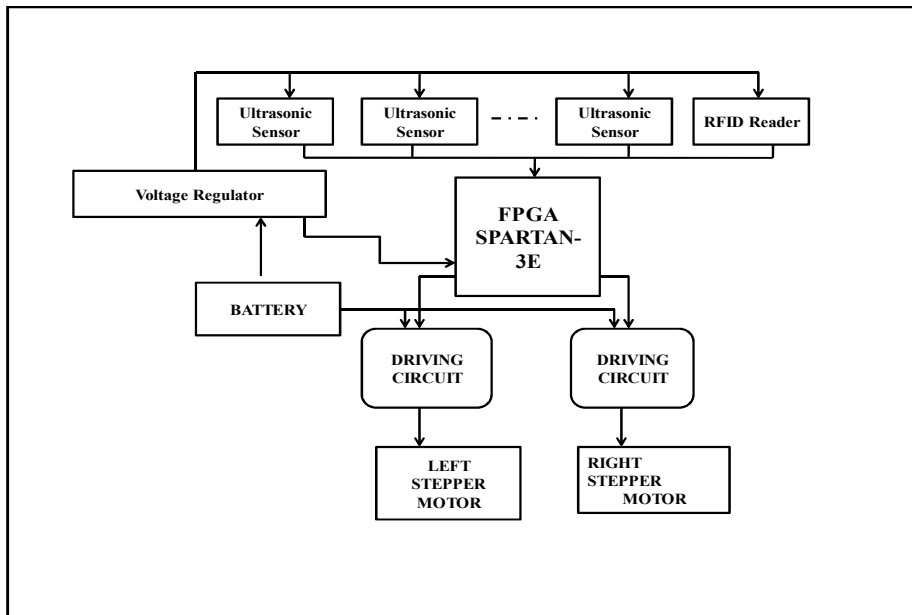 Ultrasonic
Sensor
Ultrasonic
Sensor
Ultrasonic
Sensor
RFID Reader
Voltage Regulator
FPGA
SPARTAN-
3E
BATTERY
DRIVING
CIRCUIT
DRIVING
CIRCUIT
LEFT
STEPPER
MOTOR
RIGHT
STEPPER
MOTOR